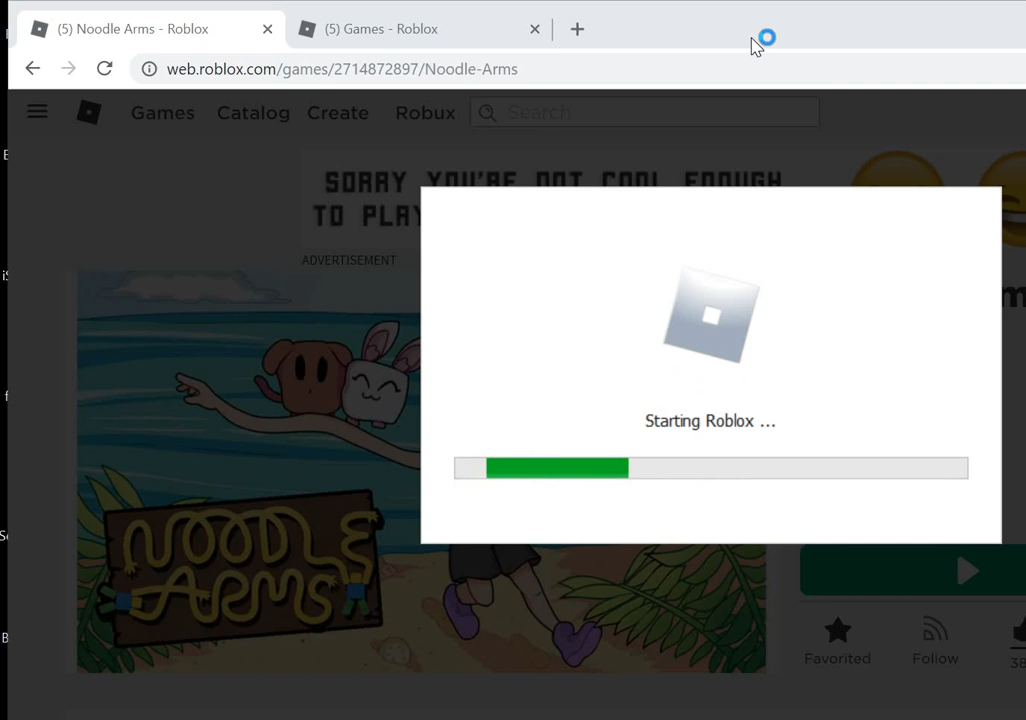 (5) Noodle Arms - Roblox
(5) Games - Roblox
web.roblox.com/games/2714872897/Noodle-Arms
Games Catalog Create Robux Search
SORRY YOU'RE NOT COOL ENOUGH
TO PLAY
ADVERTISEMENT
Starting Roblox ...
NOODLE
ARMS
Favorited
Follow